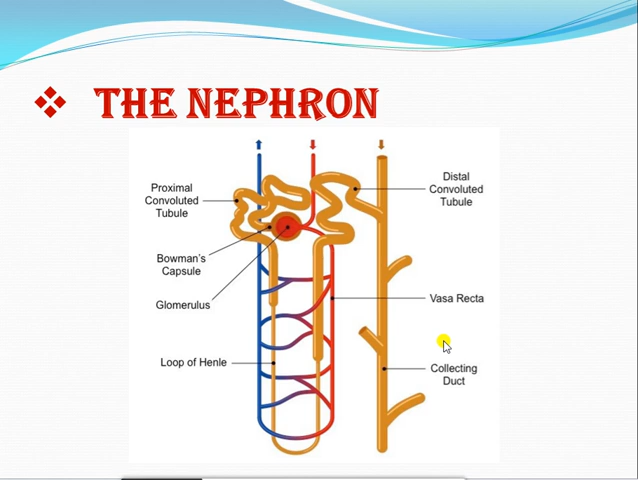 THE NEPHRON
Proximal
Convoluted
Tubule
Distal
Convoluted
Tubule
Bowman's
Capsule
Glomerulus
Vasa Recta
Loop of Henle
Collecting
Duct